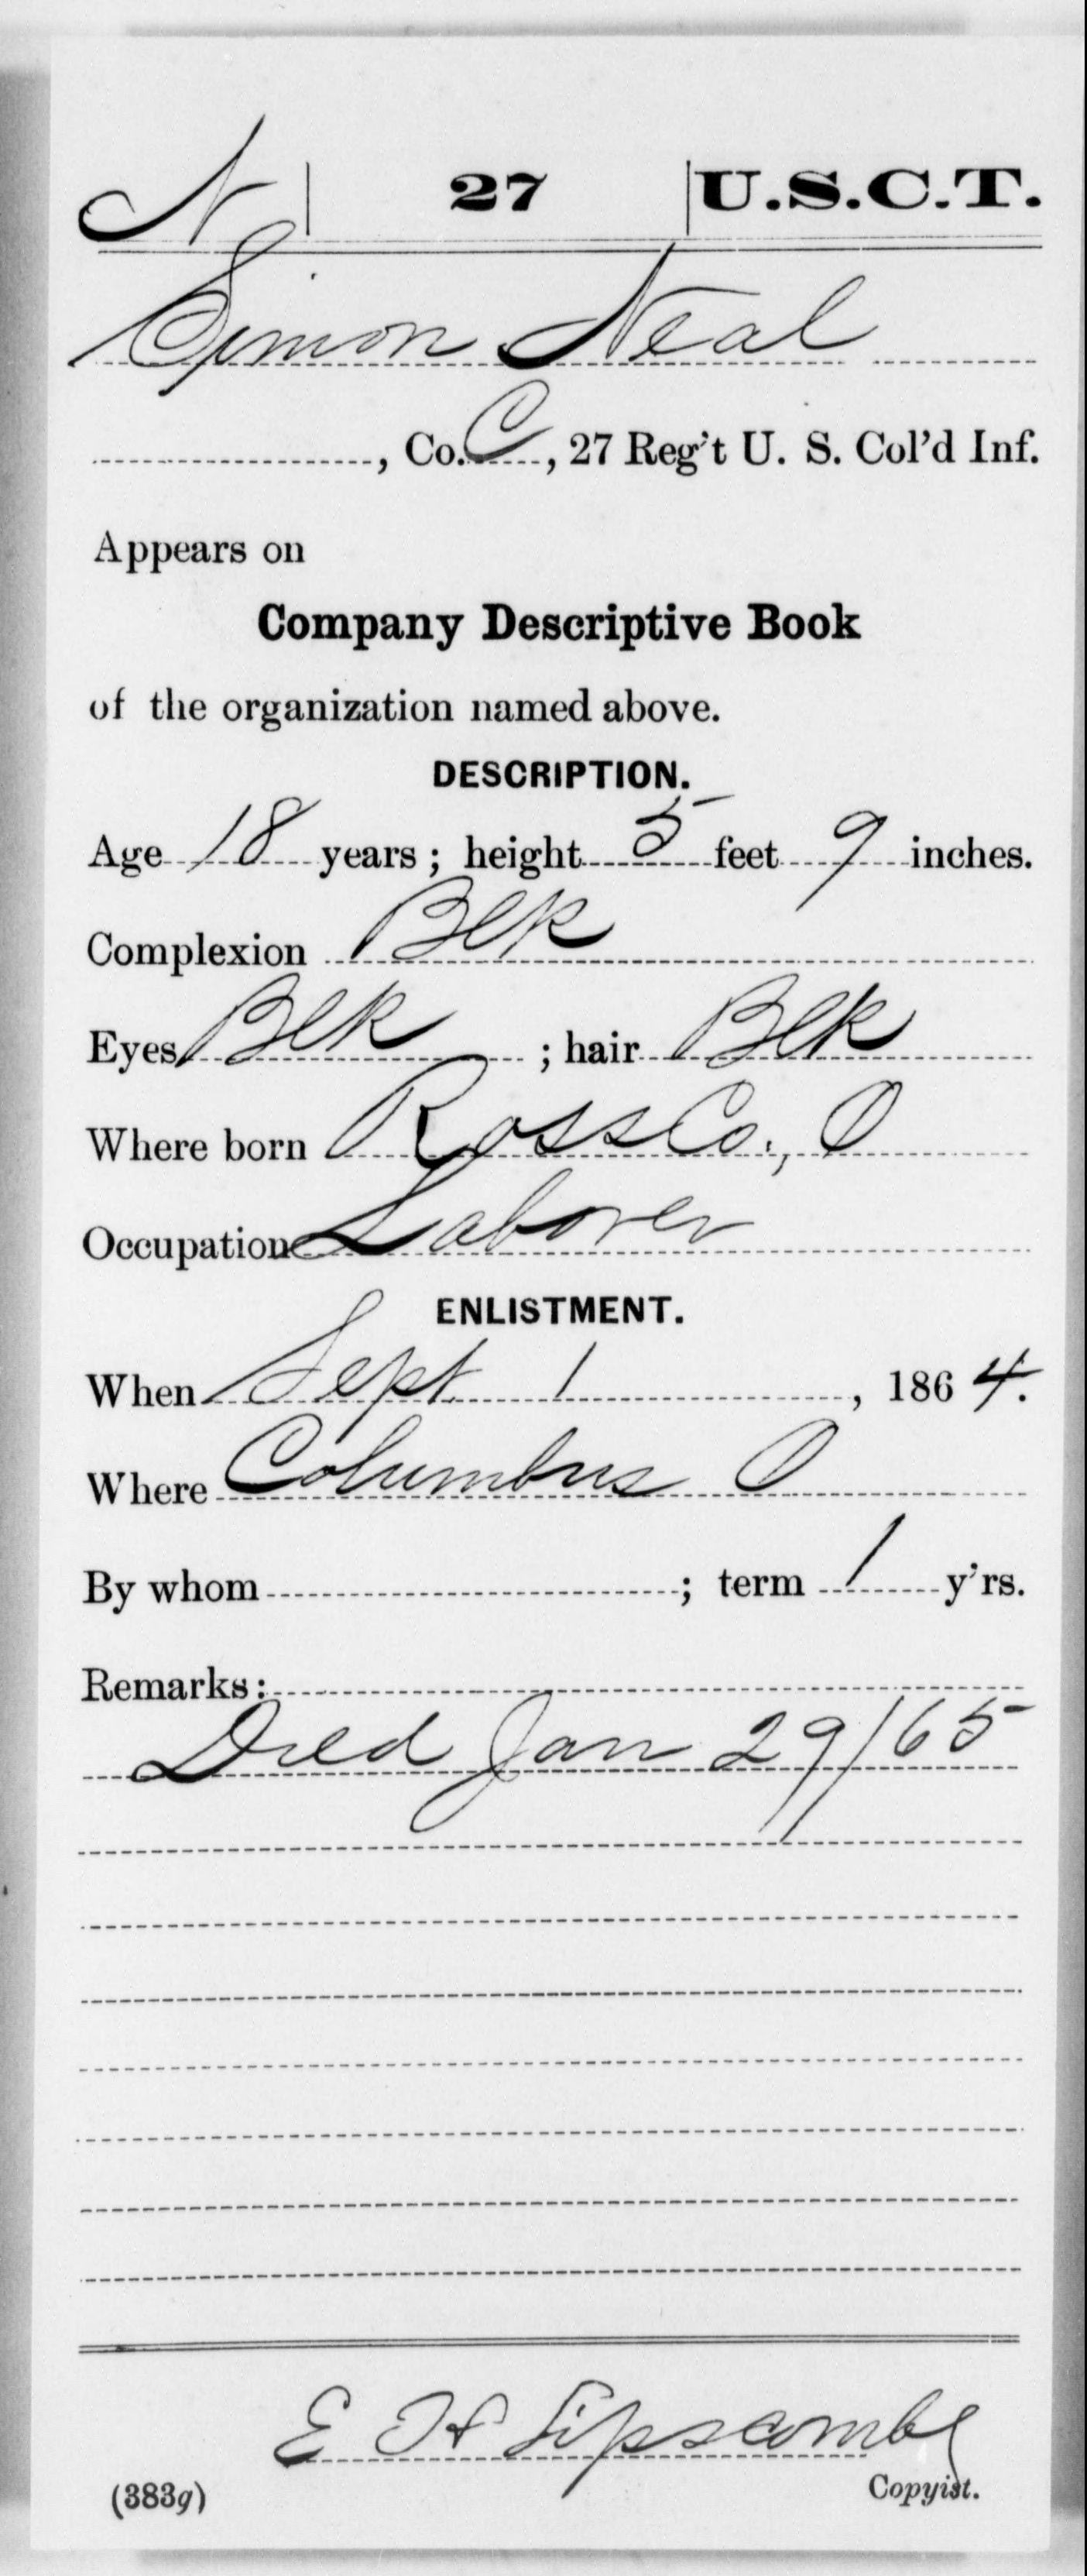 N | 27 | U.S.C.T.
Simon Neal
, Co. C, 27 Reg't U. S. Col'd Inf.
Appears on
Company Descriptive Book
of the organization named above.
DESCRIPTION.
Age 18 years; height 5 feet 9 inches.
Complexion Blk
Eyes Blk ; hair Blk
Where born Ross Co., O
Occupation Laborer
ENLISTMENT.
When Sept 1, 1864.
Where Columbus O
By whom ; term 1 y'rs.
Remarks:
Died Jan 29/65
E H Lipscombe
(383g) Copyist.